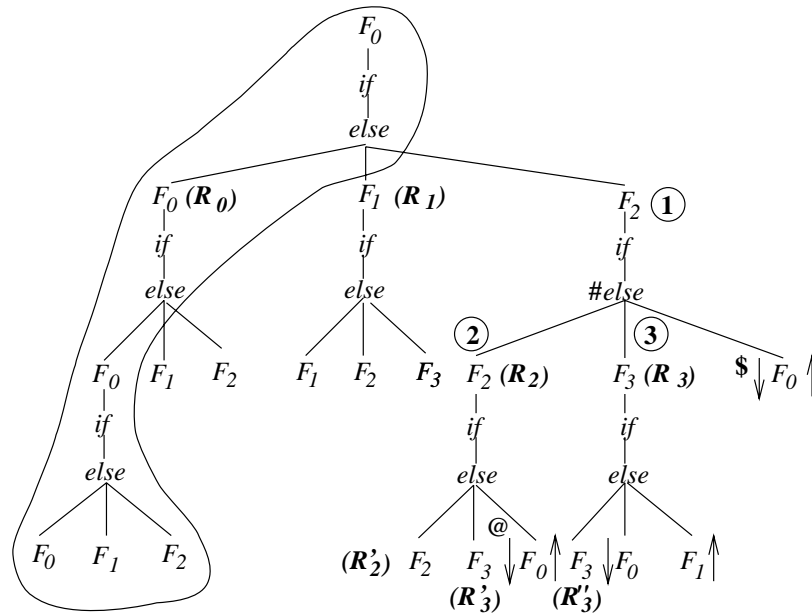 F₀
if
else
F₀ (R₀) F₁ (R₁) F₂ 1
if if if
else else #else
2 3
F₀ F₁ F₂ F₁ F₂ F₃ F₂ (R₂) F₃ (R₃) $ ↓ F₀ ↑
if if if
else else else
@
F₀ F₁ F₂ (R'₂) F₂ F₃ ↓ F₀ ↑ F₃ ↓ F₀ F₁ ↑
(R'₃) (R''₃)